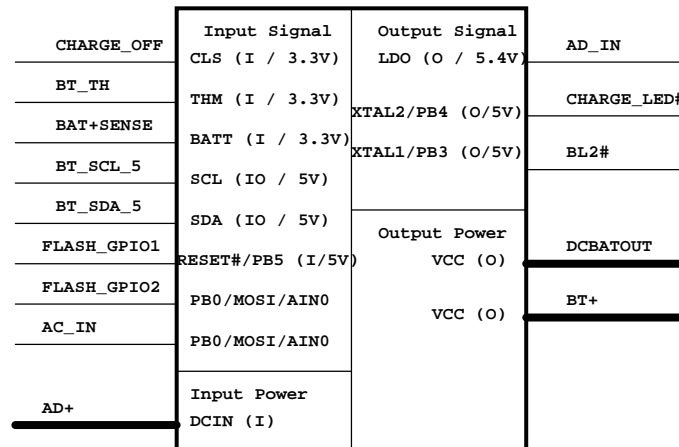 CHARGE_OFF
BT_TH
BAT+SENSE
BT_SCL_5
BT_SDA_5
FLASH_GPIO1
FLASH_GPIO2
AC_IN
AD+
Input Signal
CLS (I / 3.3V)
THM (I / 3.3V)
BATT (I / 3.3V)
SCL (IO / 5V)
SDA (IO / 5V)
RESET#/PB5 (I/5V)
PB0/MOSI/AIN0
PB0/MOSI/AIN0
Input Power
DCIN (I)
Output Signal
LDO (O / 5.4V)
XTAL2/PB4 (O/5V)
XTAL1/PB3 (O/5V)
Output Power
VCC (O)
VCC (O)
AD_IN
CHARGE_LED#
BL2#
DCBATOUT
BT+